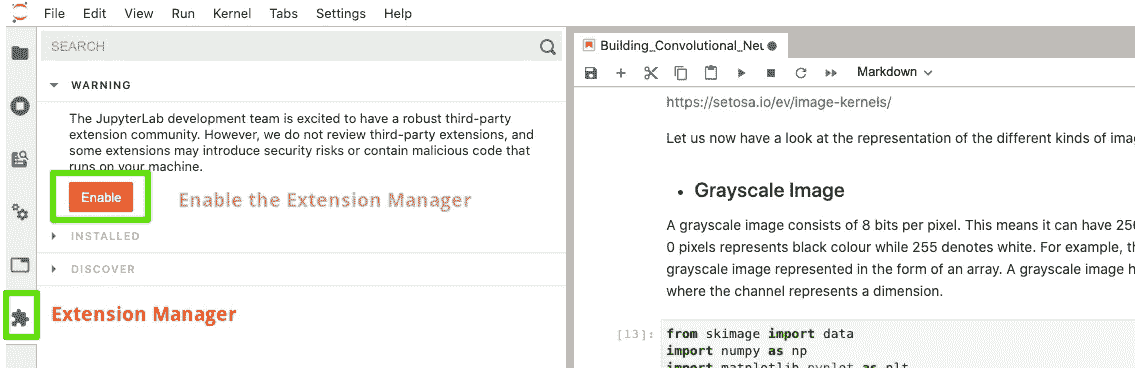 File Edit View Run Kernel Tabs Settings Help
SEARCH
WARNING
The JupyterLab development team is excited to have a robust third-party
extension community. However, we do not review third-party extensions, and
some extensions may introduce security risks or contain malicious code that
runs on your machine.
Enable
Enable the Extension Manager
INSTALLED
DISCOVER
Extension Manager
Building_Convolutional_Neu
Markdown
https://setosa.io/ev/image-kernels/
Let us now have a look at the representation of the different kinds of imag
• Grayscale Image
A grayscale image consists of 8 bits per pixel. This means it can have 256
0 pixels represents black colour while 255 denotes white. For example, th
grayscale image represented in the form of an array. A grayscale image h
where the channel represents a dimension.
[13]: from skimage import data
import numpy as np
import matplotlib.pyplot as plt